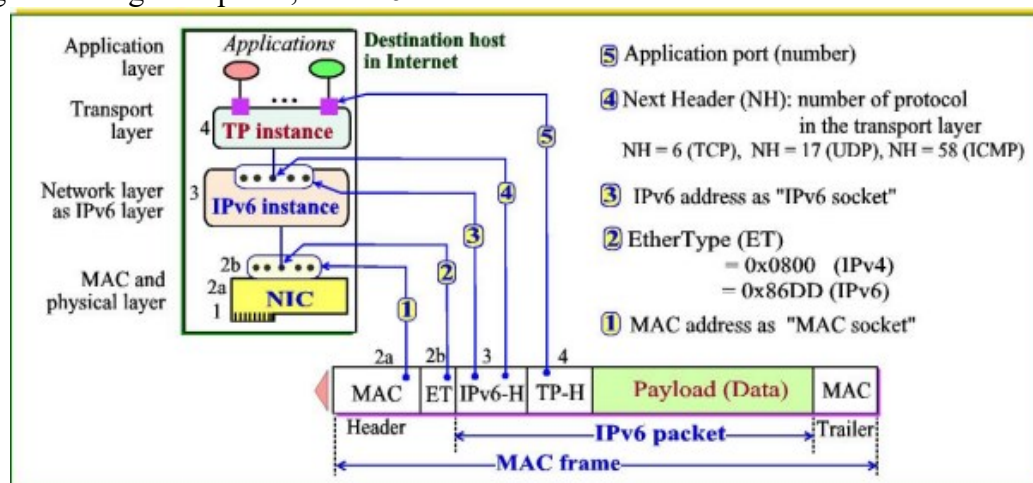 Application
layer
Applications
Destination host
in Internet
Transport
layer
4
TP instance
Network layer
as IPv6 layer
3
IPv6 instance
MAC and
physical layer
2b
2a
1
NIC
5 Application port (number)
4 Next Header (NH): number of protocol
in the transport layer
NH = 6 (TCP), NH = 17 (UDP), NH = 58 (ICMP)
3 IPv6 address as "IPv6 socket"
2 EtherType (ET)
= 0x0800 (IPv4)
= 0x86DD (IPv6)
1 MAC address as "MAC socket"
5
4
3
2
1
2a 2b 3 4
MAC ET IPv6-H TP-H Payload (Data) MAC
Header
Trailer
IPv6 packet
MAC frame